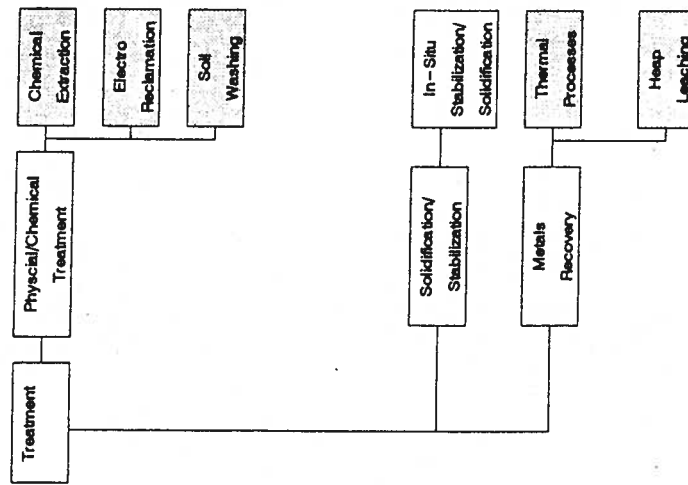 Treatment
Physcial/Chemical
Treatment
Chemical
Extraction
Electro
Reclamation
Soil
Washing
Solidification/
Stabilization
In-Situ
Stabilization/
Solidification
Metals
Recovery
Thermal
Processes
Heap
Leaching